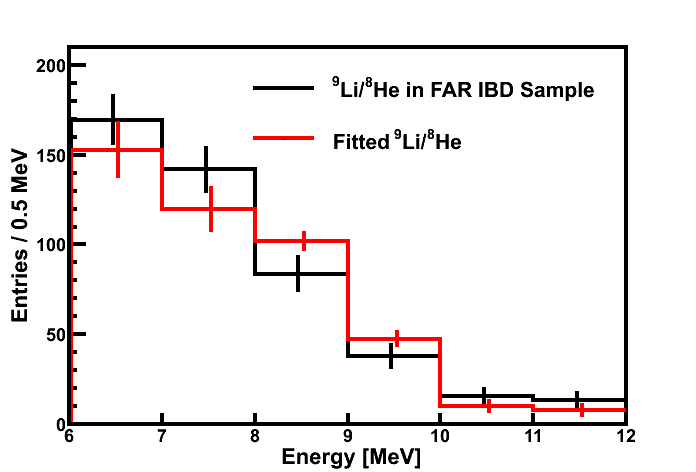 200
150
100
50
0
Entries / 0.5 MeV
⁹Li/⁸He in FAR IBD Sample
Fitted ⁹Li/⁸He
6 7 8 9 10 11 12
Energy [MeV]